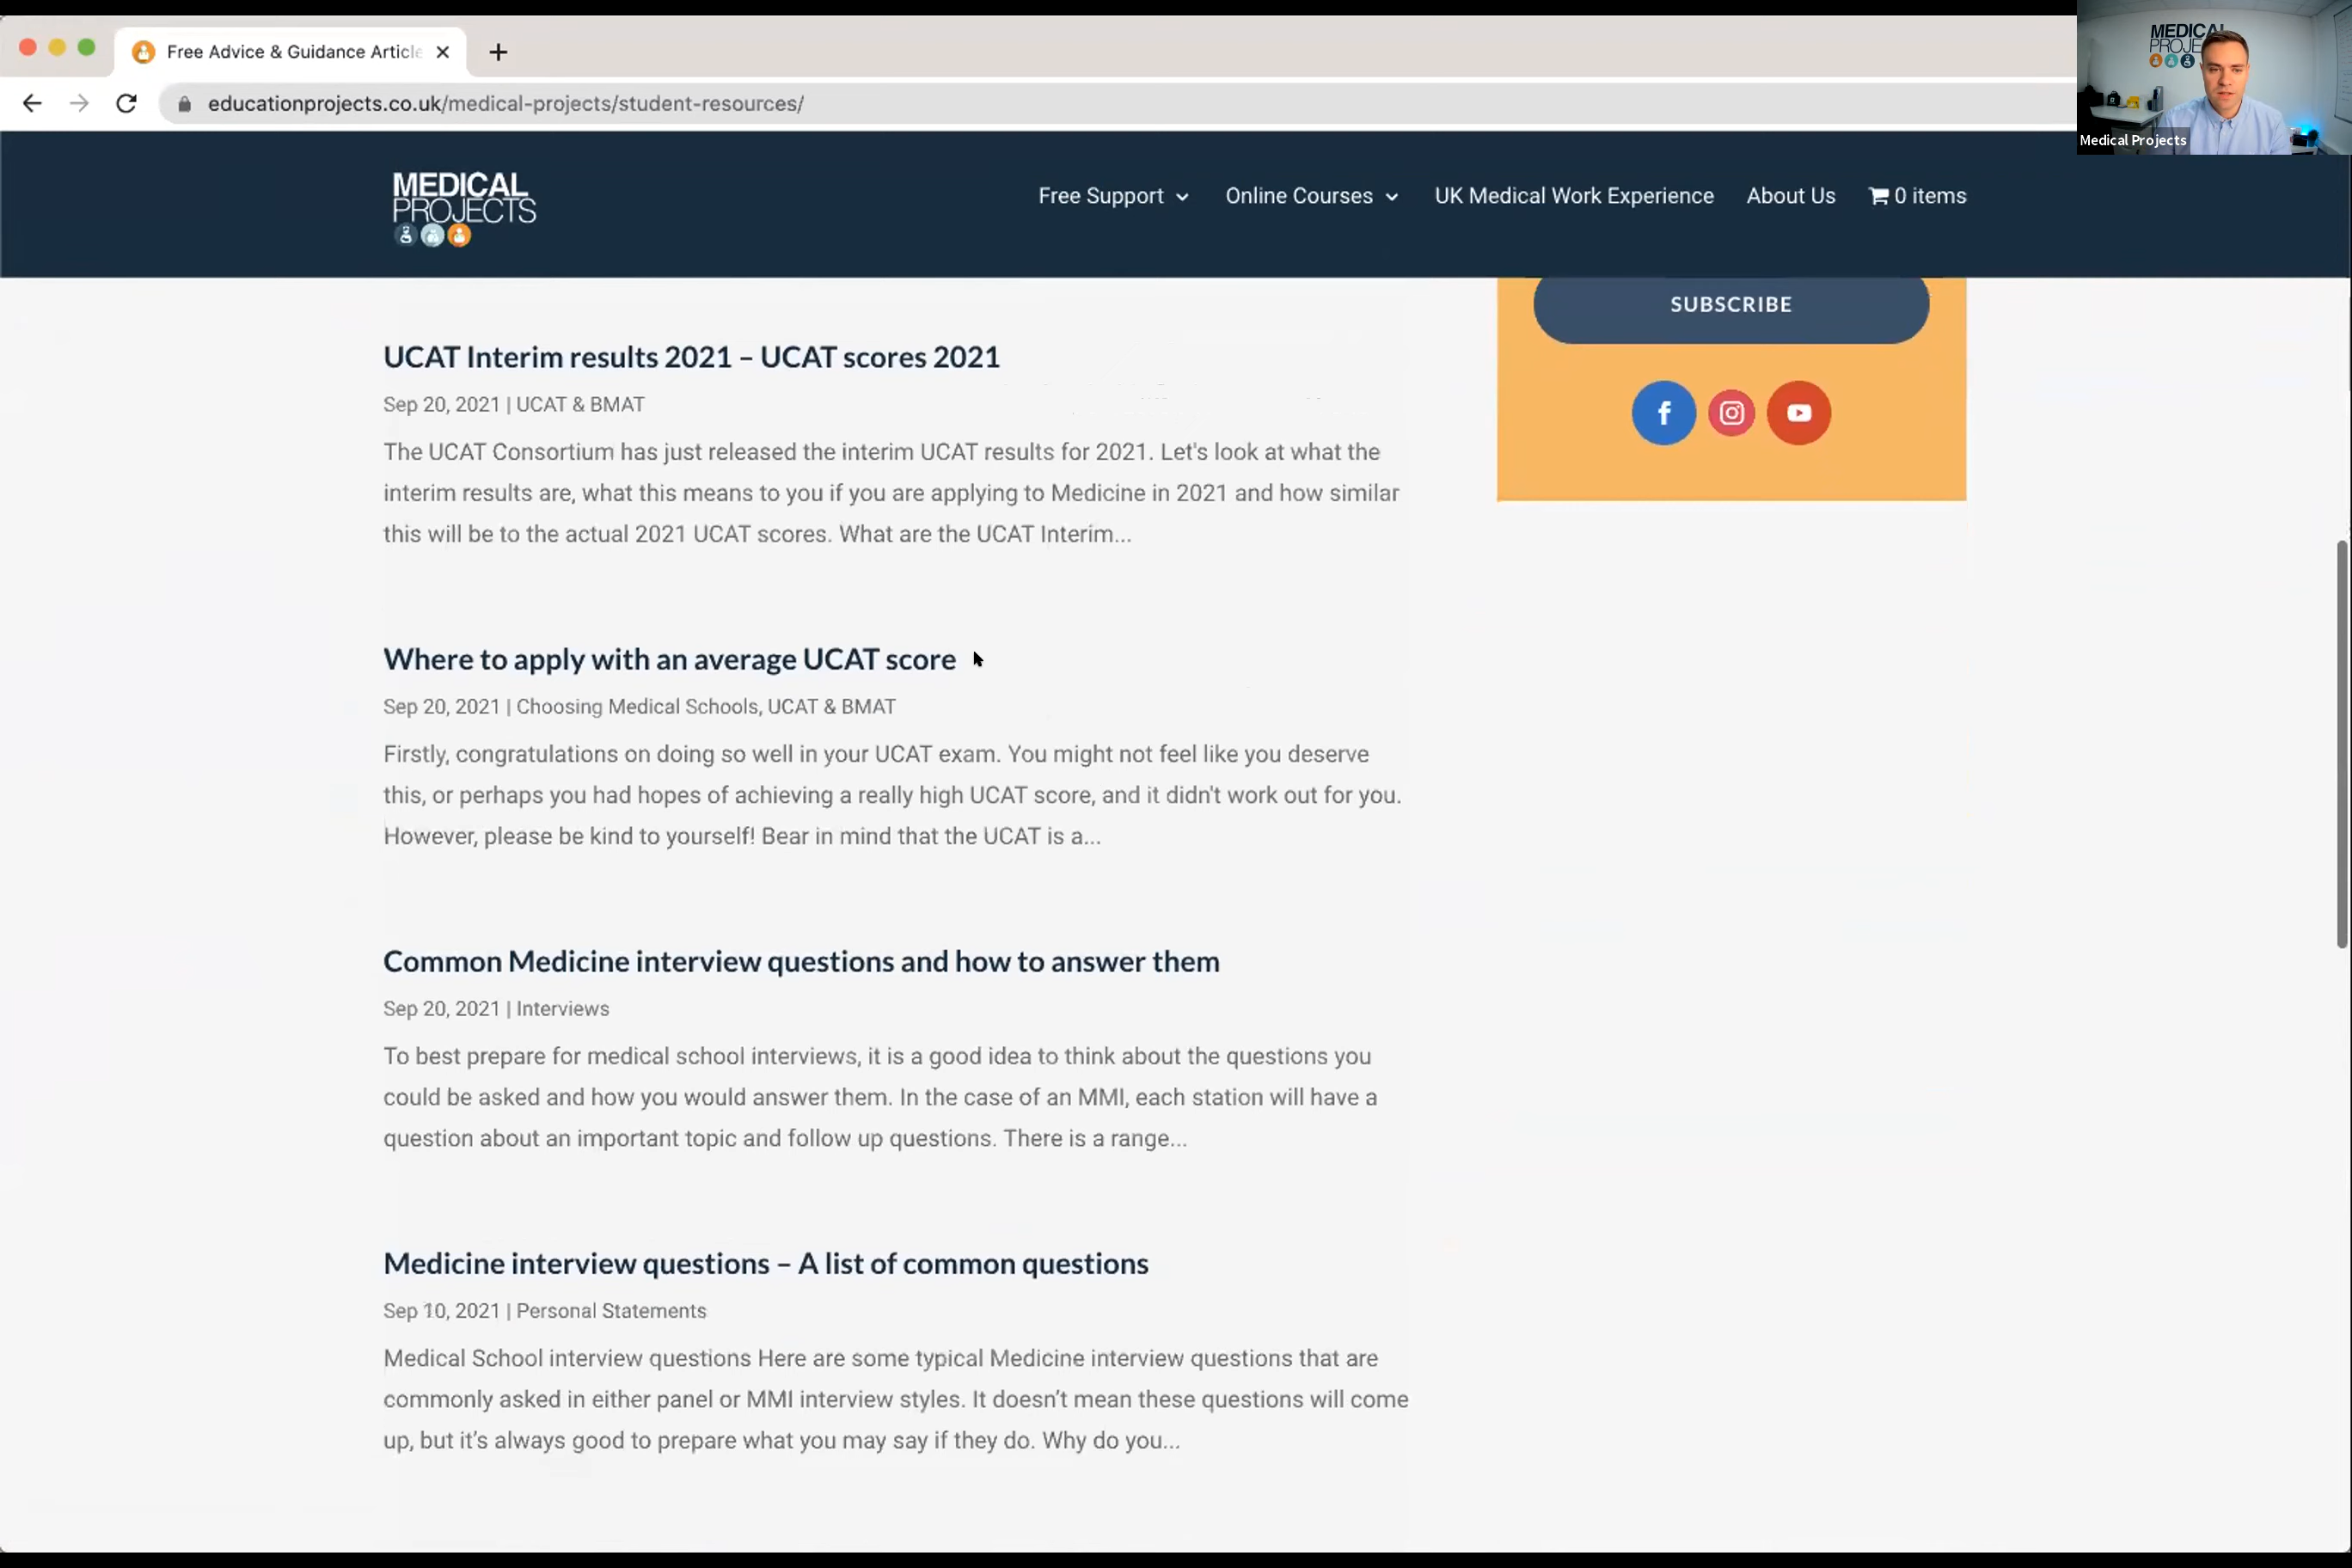 Free Advice & Guidance Article
educationprojects.co.uk/medical-projects/student-resources/
MEDICAL
PROJE
Medical Projects
MEDICAL
PROJECTS
Free Support
Online Courses
UK Medical Work Experience
About Us
0 items
SUBSCRIBE
UCAT Interim results 2021 – UCAT scores 2021
Sep 20, 2021 | UCAT & BMAT
The UCAT Consortium has just released the interim UCAT results for 2021. Let's look at what the
interim results are, what this means to you if you are applying to Medicine in 2021 and how similar
this will be to the actual 2021 UCAT scores. What are the UCAT Interim...
Where to apply with an average UCAT score
Sep 20, 2021 | Choosing Medical Schools, UCAT & BMAT
Firstly, congratulations on doing so well in your UCAT exam. You might not feel like you deserve
this, or perhaps you had hopes of achieving a really high UCAT score, and it didn't work out for you.
However, please be kind to yourself! Bear in mind that the UCAT is a...
Common Medicine interview questions and how to answer them
Sep 20, 2021 | Interviews
To best prepare for medical school interviews, it is a good idea to think about the questions you
could be asked and how you would answer them. In the case of an MMI, each station will have a
question about an important topic and follow up questions. There is a range...
Medicine interview questions – A list of common questions
Sep 10, 2021 | Personal Statements
Medical School interview questions Here are some typical Medicine interview questions that are
commonly asked in either panel or MMI interview styles. It doesn’t mean these questions will come
up, but it’s always good to prepare what you may say if they do. Why do you...